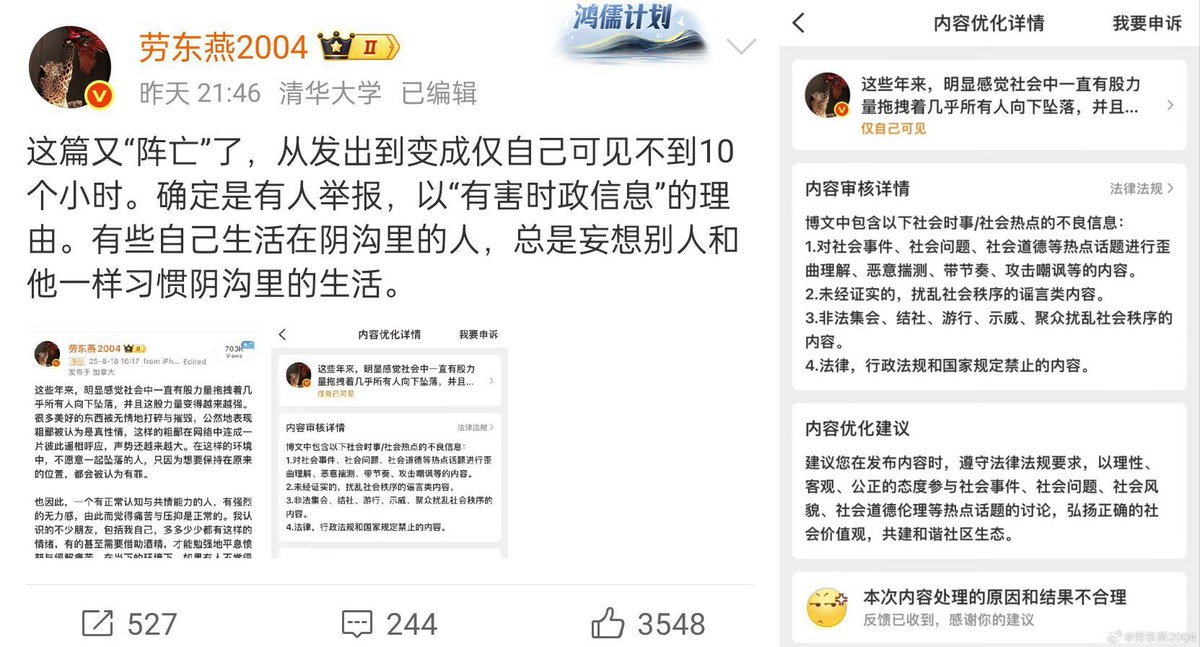 劳东燕2004 II
鸿儒计划
昨天 21:46 清华大学 已编辑
这篇又“阵亡”了，从发出到变成仅自己可见不到10
个小时。确定是有人举报，以“有害时政信息”的理
由。有些自己生活在阴沟里的人，总是妄想别人和
他一样习惯阴沟里的生活。
劳东燕2004
25-8-18 16:17 from iPh... Edited
发布于 加拿大
703K
Views
这些年来，明显感觉社会中一直有股力量拖拽着几
乎所有人向下坠落，并且这股力量变得越来越强。
很多美好的东西被无情地打碎与摧毁，公然地表现
粗鄙被认为是真性情，这样的粗鄙在网络中连成一
片彼此遥相呼应，声势还越来越大。在这样的环境
中，不愿意一起坠落的人，只因为想要保持在原来
的位置，都会被认为有罪。
也因此，一个有正常认知与共情能力的人，有强烈
的无力感，由此而觉得痛苦与压抑是正常的。我认
识的不少朋友，包括我自己，多多少少都有这样的
情绪，有的甚至需要借助酒精，才能勉强地平息愤
怒与缓解痛苦。在当下的环境下，如果有人不觉得
内容优化详情 我要申诉
这些年来，明显感觉社会中一直有股力
量拖拽着几乎所有人向下坠落，并且...
仅自己可见
内容审核详情 法律法规
博文中包含以下社会时事/社会热点的不良信息：
1.对社会事件、社会问题、社会道德等热点话题进行歪
曲理解、恶意揣测、带节奏、攻击嘲讽等的内容。
2.未经证实的，扰乱社会秩序的谣言类内容。
3.非法集会、结社、游行、示威、聚众扰乱社会秩序的
内容。
4.法律，行政法规和国家规定禁止的内容。
527 244 3548
内容优化详情 我要申诉
这些年来，明显感觉社会中一直有股力
量拖拽着几乎所有人向下坠落，并且...
仅自己可见
内容审核详情 法律法规
博文中包含以下社会时事/社会热点的不良信息：
1.对社会事件、社会问题、社会道德等热点话题进行歪
曲理解、恶意揣测、带节奏、攻击嘲讽等的内容。
2.未经证实的，扰乱社会秩序的谣言类内容。
3.非法集会、结社、游行、示威、聚众扰乱社会秩序的
内容。
4.法律，行政法规和国家规定禁止的内容。
内容优化建议
建议您在发布内容时，遵守法律法规要求，以理性、
客观、公正的态度参与社会事件、社会问题、社会风
貌、社会道德伦理等热点话题的讨论，弘扬正确的社
会价值观，共建和谐社区生态。
本次内容处理的原因和结果不合理
反馈已收到，感谢你的建议
@劳东燕2004